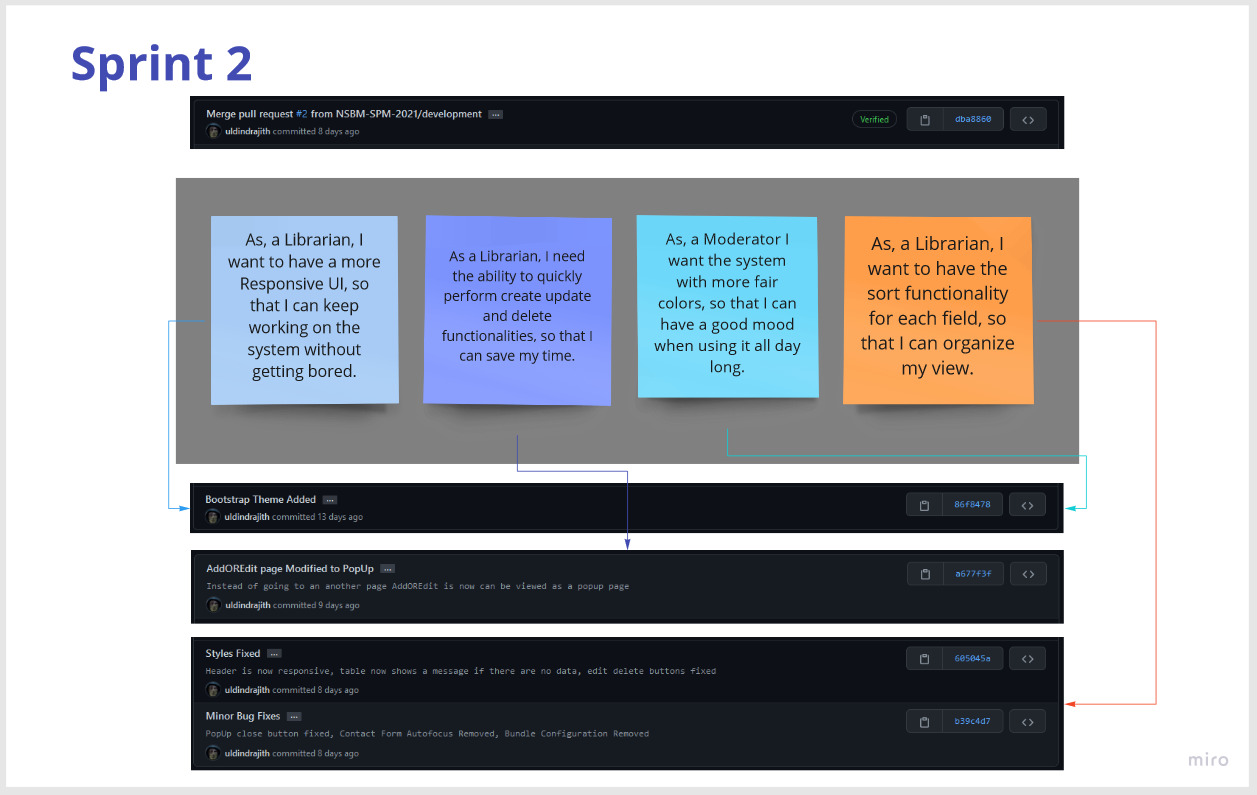 Sprint 2
Merge pull request #2 from NSBM-SPM-2021/development ...
uldindrajith committed 8 days ago
Verified
dba8860
As, a Librarian, I
want to have a more
Responsive UI, so
that I can keep
working on the
system without
getting bored.
As a Librarian, I need
the ability to quickly
perform create update
and delete
functionalities, so that I
can save my time.
As, a Moderator I
want the system
with more fair
colors, so that I can
have a good mood
when using it all day
long.
As, a Librarian, I
want to have the
sort functionality
for each field, so
that I can organize
my view.
Bootstrap Theme Added ...
uldindrajith committed 13 days ago
86f8478
AddOREdit page Modified to PopUp ...
Instead of going to an another page AddOREdit is now can be viewed as a popup page
uldindrajith committed 9 days ago
a677f3f
Styles Fixed ...
Header is now responsive, table now shows a message if there are no data, edit delete buttons fixed
uldindrajith committed 8 days ago
605045a
Minor Bug Fixes ...
PopUp close button fixed, Contact Form Autofocus Removed, Bundle Configuration Removed
uldindrajith committed 8 days ago
b39c4d7
miro